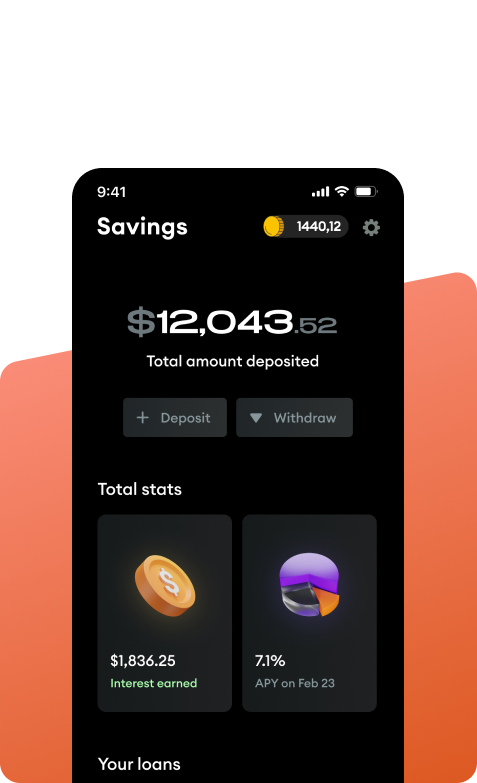 9:41
Savings 1440,12
$12,043.52
Total amount deposited
+ Deposit Withdraw
Total stats
$1,836.25 7.1%
Interest earned APY on Feb 23
Your loans